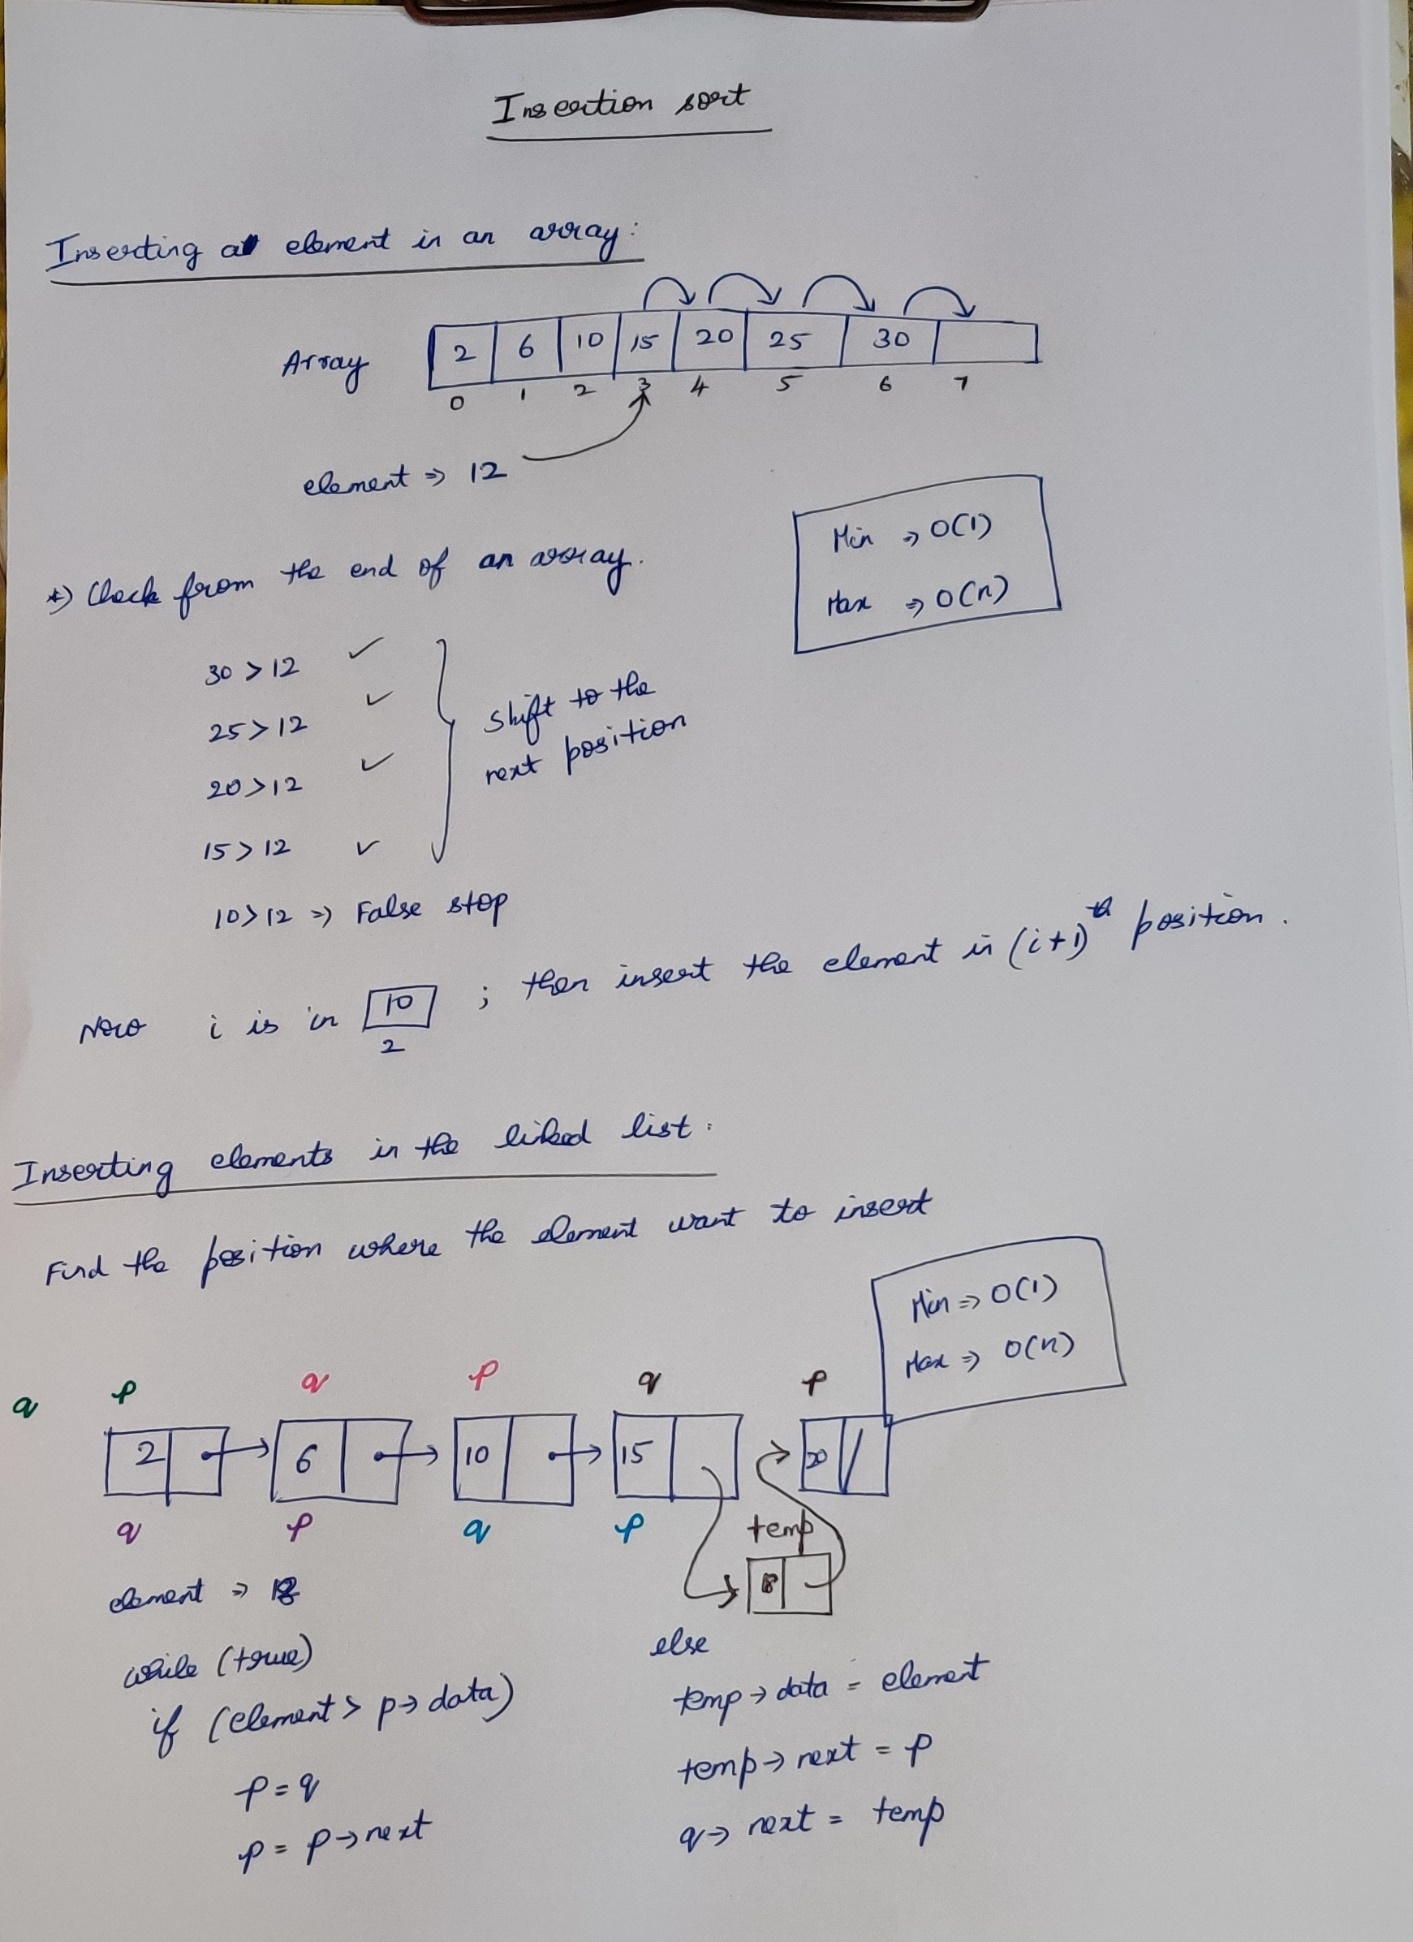 Insertion sort
Inserting a element in an array:
Array 2 6 10 15 20 25 30
0 1 2 3 4 5 6 7
element => 12
Min => O(1)
Max => O(n)
*) Check from the end of an array.
30 > 12 ✓
25 > 12 ✓
20 > 12 ✓
15 > 12 ✓
shift to the
next position
10 > 12 => False stop
Now i is in 10 ; then insert the element in (i+1)th position.
2
Inserting elements in the liked list:
Find the position where the element want to insert
Min => O(1)
Max => O(n)
q p q p q p
2 6 10 15 20
q p q p temp
element =>
while (true)
if (element > p→data)
p = q
p = p→next
else
temp→data = element
temp→next = p
q→next = temp